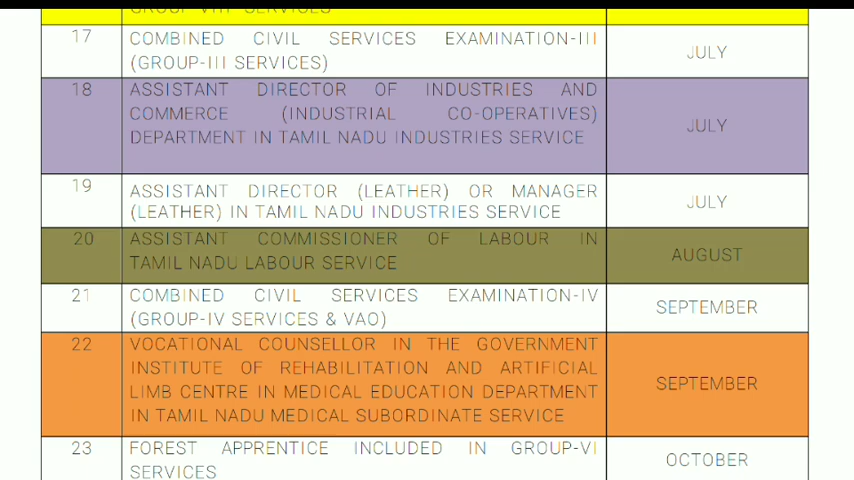 GROUP-VIII SERVICES
17 COMBINED CIVIL SERVICES EXAMINATION-III
(GROUP-III SERVICES)
JULY
18 ASSISTANT DIRECTOR OF INDUSTRIES AND
COMMERCE (INDUSTRIAL CO-OPERATIVES)
DEPARTMENT IN TAMIL NADU INDUSTRIES SERVICE
JULY
19 ASSISTANT DIRECTOR (LEATHER) OR MANAGER
(LEATHER) IN TAMIL NADU INDUSTRIES SERVICE
JULY
20 ASSISTANT COMMISSIONER OF LABOUR IN
TAMIL NADU LABOUR SERVICE
AUGUST
21 COMBINED CIVIL SERVICES EXAMINATION-IV
(GROUP-IV SERVICES & VAO)
SEPTEMBER
22 VOCATIONAL COUNSELLOR IN THE GOVERNMENT
INSTITUTE OF REHABILITATION AND ARTIFICIAL
LIMB CENTRE IN MEDICAL EDUCATION DEPARTMENT
IN TAMIL NADU MEDICAL SUBORDINATE SERVICE
SEPTEMBER
23 FOREST APPRENTICE INCLUDED IN GROUP-VI
SERVICES
OCTOBER